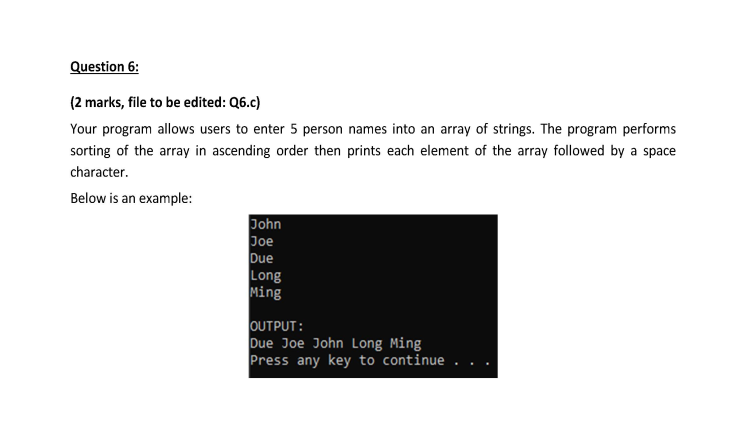 Question 6:
(2 marks, file to be edited: Q6.c)
Your program allows users to enter 5 person names into an array of strings. The program performs
sorting of the array in ascending order then prints each element of the array followed by a space
character.
Below is an example:
John
Joe
Due
Long
Ming
OUTPUT:
Due Joe John Long Ming
Press any key to continue . . .